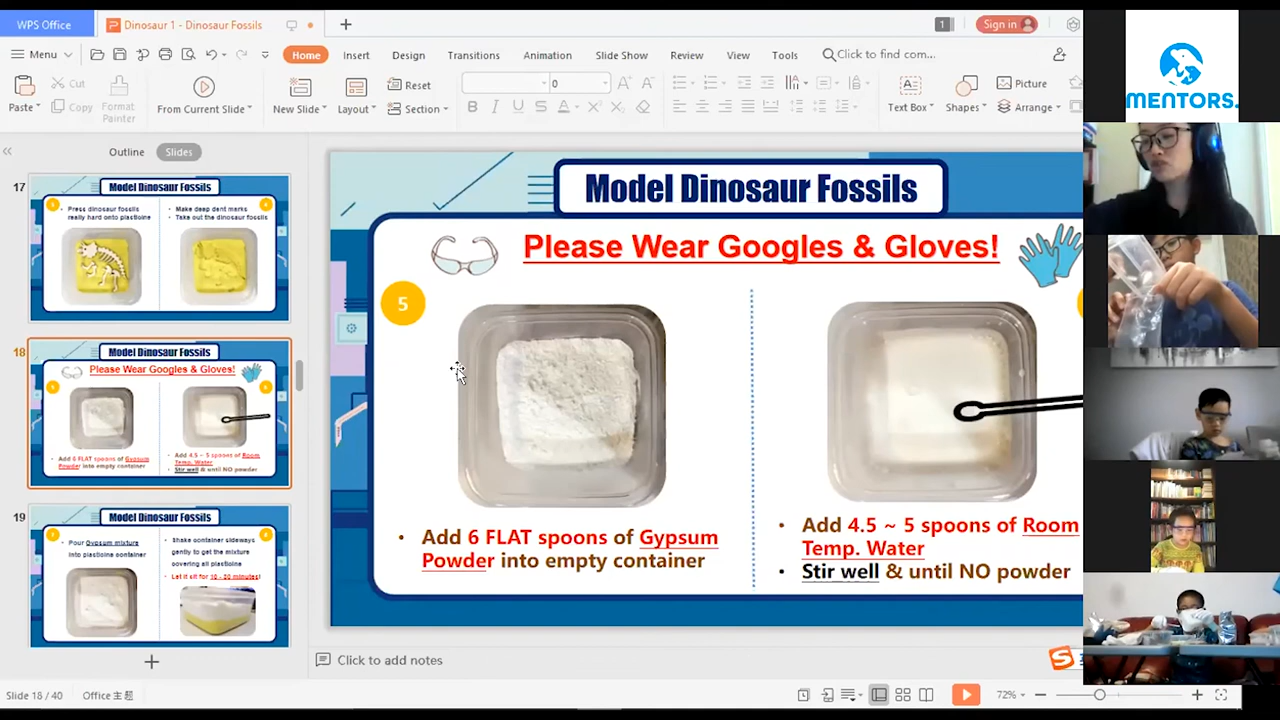 WPS Office
Dinosaur 1 - Dinosaur Fossils
1
Sign in
Menu
Home
Insert
Design
Transitions
Animation
Slide Show
Review
View
Tools
Click to find com...
Paste
Cut
Copy
Format
Painter
From Current Slide
New Slide
Layout
Reset
Section
0
B I U S A
Text Box
Shapes
Picture
Arrange
MENTORS.
Outline
Slides
17
Model Dinosaur Fossils
Press dinosaur fossils
really hard onto plasticine
Make deep dent marks
Take out the dinosaur fossils
18
Model Dinosaur Fossils
Please Wear Googles & Gloves!
Add 6 FLAT spoons of Gypsum
Powder into empty container
Add 4.5 ~ 5 spoons of Room
Temp. Water
Stir well & until NO powder
19
Model Dinosaur Fossils
Pour Gypsum mixture
into plasticine container
Shake container sideways
gently to get the mixture
covering all plasticine
Let it sit for 10 - 20 minutes!
Model Dinosaur Fossils
Please Wear Googles & Gloves!
5
• Add 6 FLAT spoons of Gypsum
Powder into empty container
• Add 4.5 ~ 5 spoons of Room
Temp. Water
• Stir well & until NO powder
Click to add notes
Slide 18 / 40
Office 主题
72%